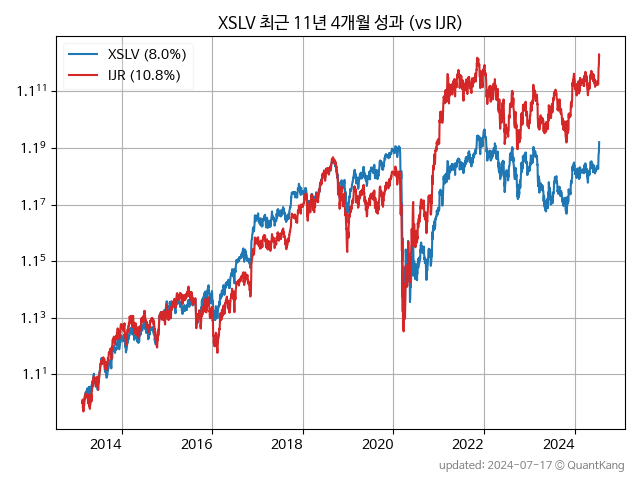 XSLV 최근 11년 4개월 성과 (vs IJR)
XSLV (8.0%)
IJR (10.8%)
1.1¹¹
1.1⁹
1.1⁷
1.1⁵
1.1³
1.1¹
2014 2016 2018 2020 2022 2024
updated: 2024-07-17 © QuantKang